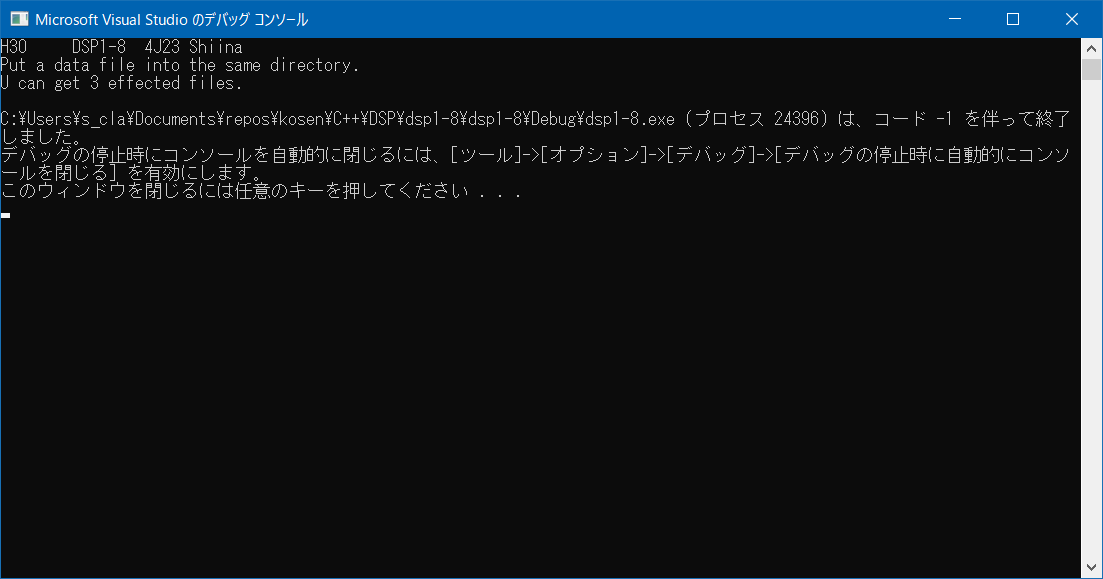 Microsoft Visual Studio のデバッグ コンソール
H30     DSP1-8  4J23 Shiina
Put a data file into the same directory.
U can get 3 effected files.
C:¥Users¥s_cla¥Documents¥repos¥kosen¥C++¥DSP¥dsp1-8¥dsp1-8¥Debug¥dsp1-8.exe (プロセス 24396) は、コード -1 を伴って終了
しました。
デバッグの停止時にコンソールを自動的に閉じるには、[ツール]->[オプション]->[デバッグ]->[デバッグの停止時に自動的にコンソ
ールを閉じる] を有効にします。
このウィンドウを閉じるには任意のキーを押してください . . .